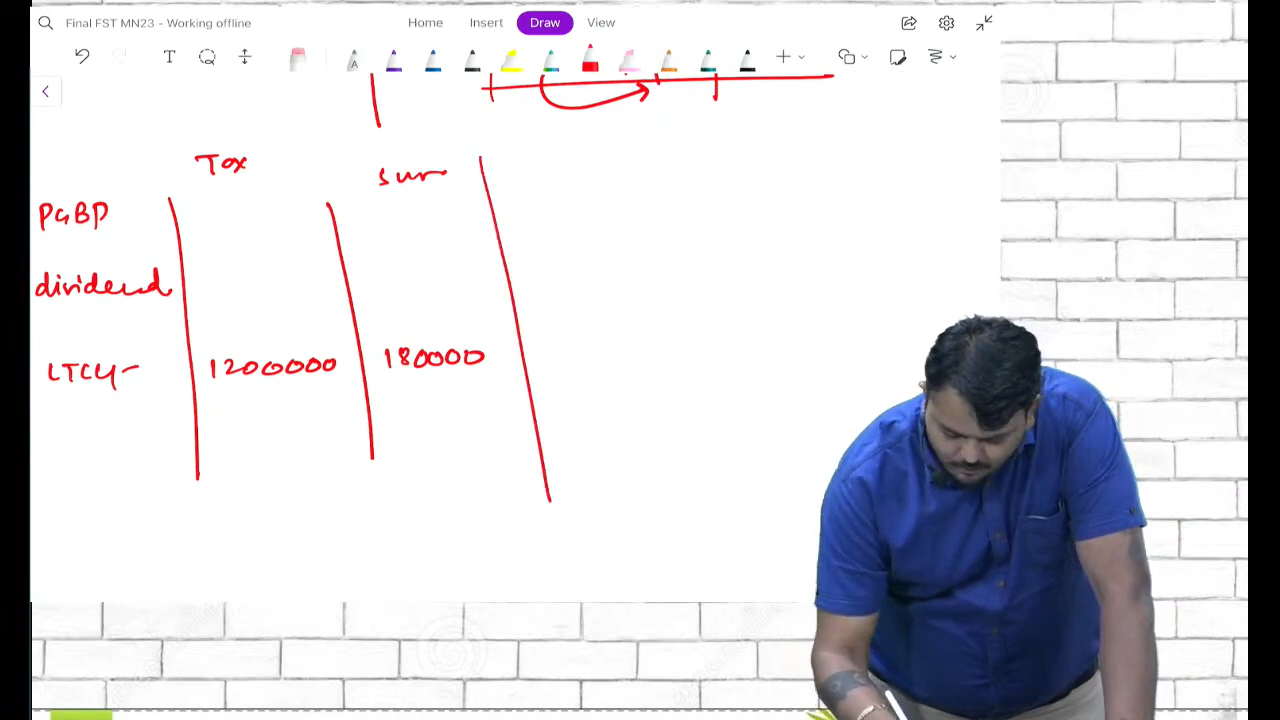 Final FST MN23 - Working offline
Home Insert Draw View
Tax
Sur
PGBP
dividend
LTCG 1200000 180000